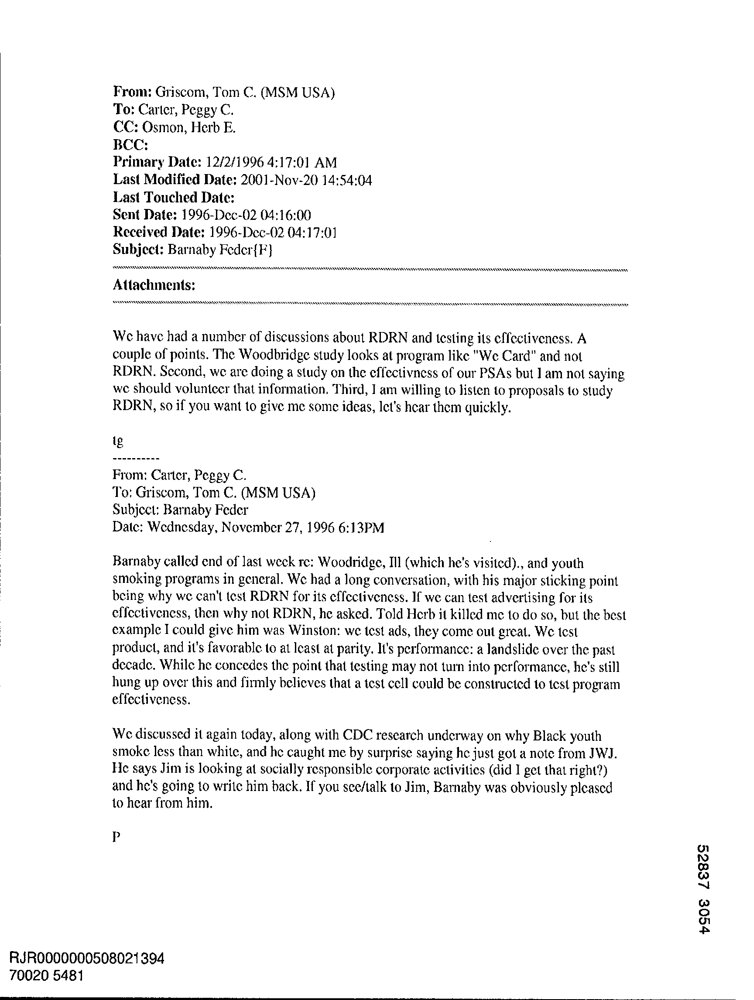 From: Griscom, Tom C. (MSM USA)
To: Carter, Peggy C.
CC: Osmon, Herb E.
BCC:
Primary Date: 12/2/1996 4:17:01 AM
Last Modified Date: 2001-Nov-20 14:54:04
Last Touched Date:
Sent Date: 1996-Dec-02 04:16:00
Received Date: 1996-Dec-02 04:17:01
Subject: Barnaby Feder{F}
Attachments:
We have had a number of discussions about RDRN and testing its effectiveness. A
couple of points. The Woodbridge study looks at program like "We Card" and not
RDRN. Second, we are doing a study on the effectivness of our PSAs but I am not saying
we should volunteer that information. Third, I am willing to listen to proposals to study
RDRN, so if you want to give me some ideas, let's hear them quickly.
tg
----------
From: Carter, Peggy C.
To: Griscom, Tom C. (MSM USA)
Subject: Barnaby Feder
Date: Wednesday, November 27, 1996 6:13PM
Barnaby called end of last week re: Woodridge, Ill (which he's visited)., and youth
smoking programs in general. We had a long conversation, with his major sticking point
being why we can't test RDRN for its effectiveness. If we can test advertising for its
effectiveness, then why not RDRN, he asked. Told Herb it killed me to do so, but the best
example I could give him was Winston: we test ads, they come out great. We test
product, and it's favorable to at least at parity. It's performance: a landslide over the past
decade. While he concedes the point that testing may not turn into performance, he's still
hung up over this and firmly believes that a test cell could be constructed to test program
effectiveness.
We discussed it again today, along with CDC research underway on why Black youth
smoke less than white, and he caught me by surprise saying he just got a note from JWJ.
He says Jim is looking at socially responsible corporate activities (did I get that right?)
and he's going to write him back. If you see/talk to Jim, Barnaby was obviously pleased
to hear from him.
P
52837 3054
RJR0000000508021394
70020 5481